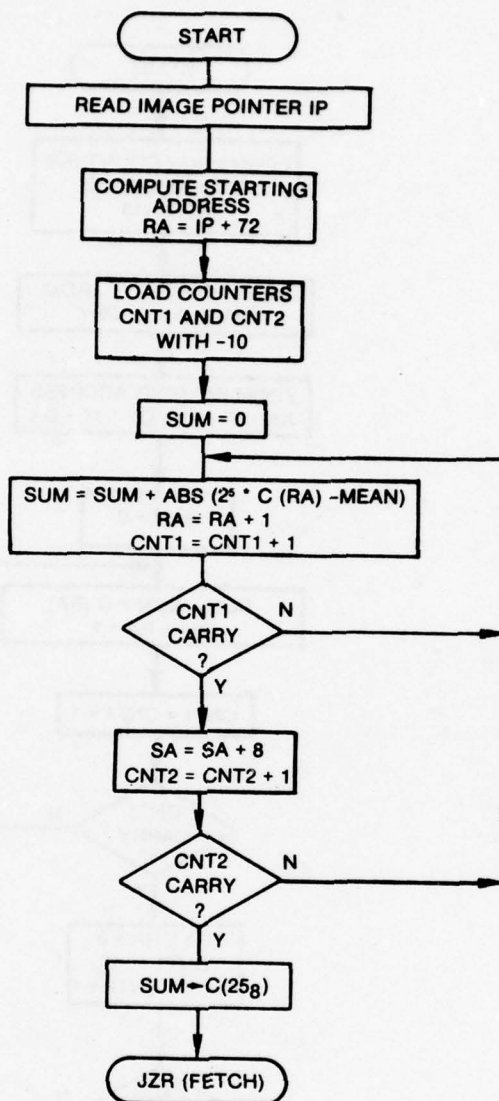 START
READ IMAGE POINTER IP
COMPUTE STARTING
ADDRESS
RA = IP + 72
LOAD COUNTERS
CNT1 AND CNT2
WITH -10
SUM = 0
SUM = SUM + ABS (2⁵ * C (RA) -MEAN)
RA = RA + 1
CNT1 = CNT1 + 1
CNT1
CARRY
?
N
Y
SA = SA + 8
CNT2 = CNT2 + 1
CNT2
CARRY
?
N
Y
SUM←C(25₈)
JZR (FETCH)